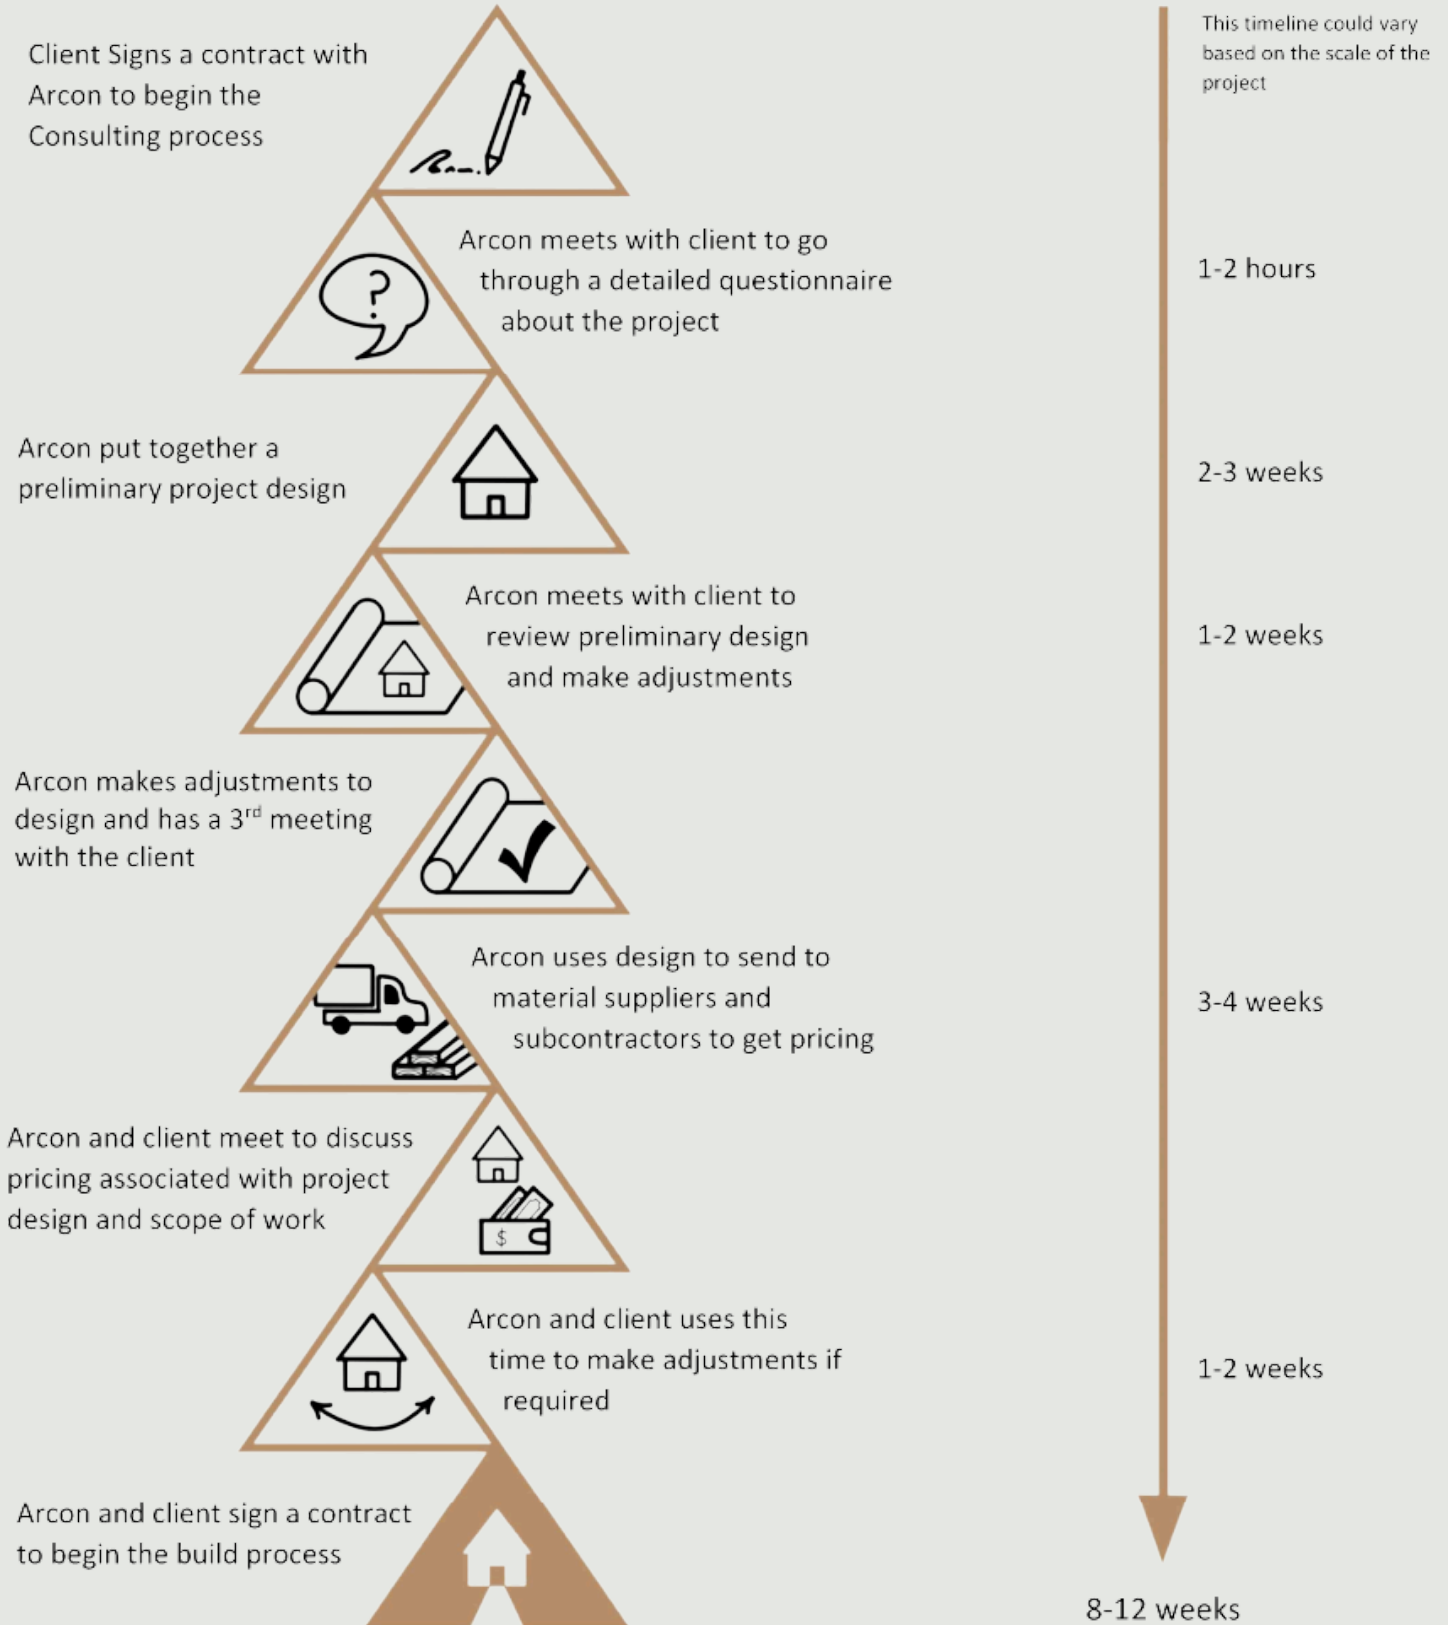 Client Signs a contract with
Arcon to begin the
Consulting process
This timeline could vary
based on the scale of the
project
Arcon meets with client to go
through a detailed questionnaire
about the project
1-2 hours
?
Arcon put together a
preliminary project design
2-3 weeks
Arcon meets with client to
review preliminary design
and make adjustments
1-2 weeks
Arcon makes adjustments to
design and has a 3rd meeting
with the client
Arcon uses design to send to
material suppliers and
subcontractors to get pricing
3-4 weeks
Arcon and client meet to discuss
pricing associated with project
design and scope of work
$
Arcon and client uses this
time to make adjustments if
required
1-2 weeks
Arcon and client sign a contract
to begin the build process
8-12 weeks